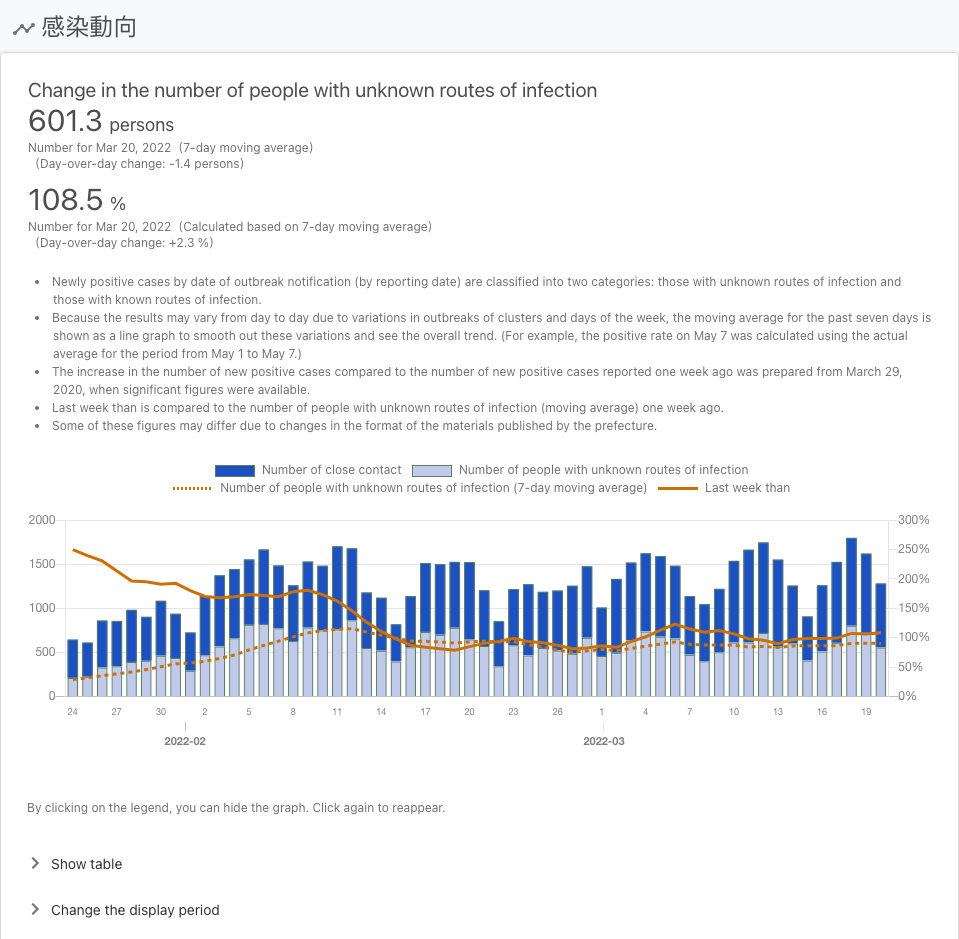 感染動向
Change in the number of people with unknown routes of infection
601.3 persons
Number for Mar 20, 2022 (7-day moving average)
(Day-over-day change: -1.4 persons)
108.5 %
Number for Mar 20, 2022 (Calculated based on 7-day moving average)
(Day-over-day change: +2.3 %)
• Newly positive cases by date of outbreak notification (by reporting date) are classified into two categories: those with unknown routes of infection and
those with known routes of infection.
• Because the results may vary from day to day due to variations in outbreaks of clusters and days of the week, the moving average for the past seven days is
shown as a line graph to smooth out these variations and see the overall trend. (For example, the positive rate on May 7 was calculated using the actual
average for the period from May 1 to May 7.)
• The increase in the number of new positive cases compared to the number of new positive cases reported one week ago was prepared from March 29,
2020, when significant figures were available.
• Last week than is compared to the number of people with unknown routes of infection (moving average) one week ago.
• Some of these figures may differ due to changes in the format of the materials published by the prefecture.
Number of close contact Number of people with unknown routes of infection
Number of people with unknown routes of infection (7-day moving average) Last week than
2000 300%
250%
1500
200%
1000 150%
100%
500
50%
0 0%
24 27 30 2 5 8 11 14 17 20 23 26 1 4 7 10 13 16 19
2022-02 2022-03
By clicking on the legend, you can hide the graph. Click again to reappear.
Show table
Change the display period